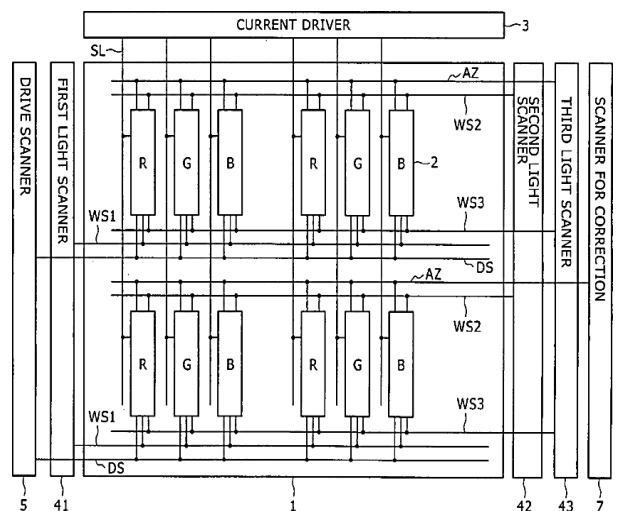 CURRENT DRIVER
3
SL
DRIVE SCANNER
FIRST LIGHT SCANNER
SECOND LIGHT
SCANNER
THIRD LIGHT SCANNER
SCANNER FOR CORRECTION
AZ
WS2
R G B R G B 2
WS1
WS3
DS
AZ
WS2
R G B R G B
WS3
WS1
DS
5 41 1 42 43 7